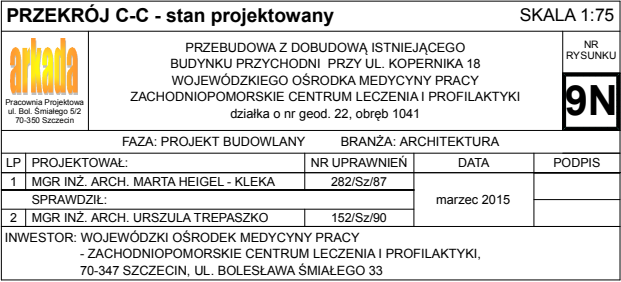 PRZEKRÓJ C-C - stan projektowany SKALA 1:75
arkada
Pracownia Projektowa
ul. Bol. Śmiałego 5/2
70-350 Szczecin
PRZEBUDOWA Z DOBUDOWĄ ISTNIEJĄCEGO
BUDYNKU PRZYCHODNI PRZY UL. KOPERNIKA 18
WOJEWÓDZKIEGO OŚRODKA MEDYCYNY PRACY
ZACHODNIOPOMORSKIE CENTRUM LECZENIA I PROFILAKTYKI
działka o nr geod. 22, obręb 1041
NR
RYSUNKU
9N
FAZA: PROJEKT BUDOWLANY BRANŻA: ARCHITEKTURA
LP PROJEKTOWAŁ: NR UPRAWNIEŃ DATA PODPIS
1 MGR INŻ. ARCH. MARTA HEIGEL - KLEKA 282/Sz/87
SPRAWDZIŁ: marzec 2015
2 MGR INŻ. ARCH. URSZULA TREPASZKO 152/Sz/90
INWESTOR: WOJEWÓDZKI OŚRODEK MEDYCYNY PRACY
- ZACHODNIOPOMORSKIE CENTRUM LECZENIA I PROFILAKTYKI,
70-347 SZCZECIN, UL. BOLESŁAWA ŚMIAŁEGO 33